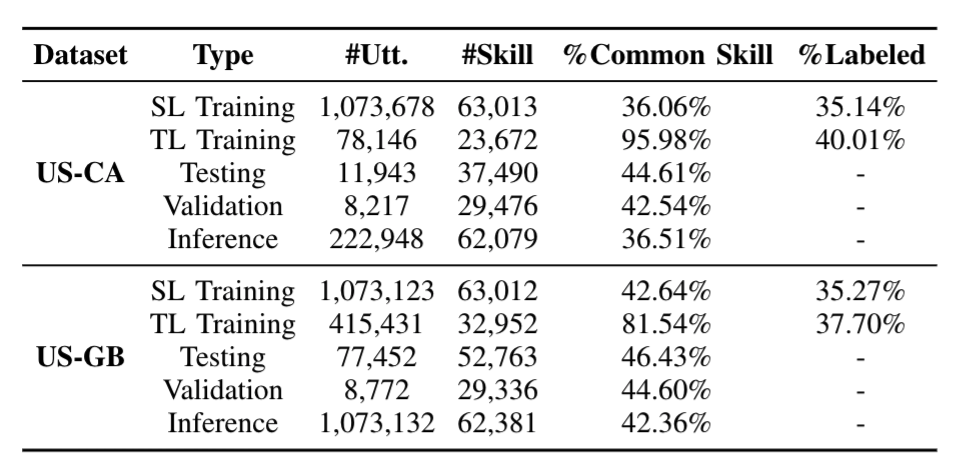 Dataset Type #Utt. #Skill %Common Skill %Labeled
SL Training 1,073,678 63,013 36.06% 35.14%
TL Training 78,146 23,672 95.98% 40.01%
US-CA Testing 11,943 37,490 44.61% -
Validation 8,217 29,476 42.54% -
Inference 222,948 62,079 36.51% -
SL Training 1,073,123 63,012 42.64% 35.27%
TL Training 415,431 32,952 81.54% 37.70%
US-GB Testing 77,452 52,763 46.43% -
Validation 8,772 29,336 44.60% -
Inference 1,073,132 62,381 42.36% -